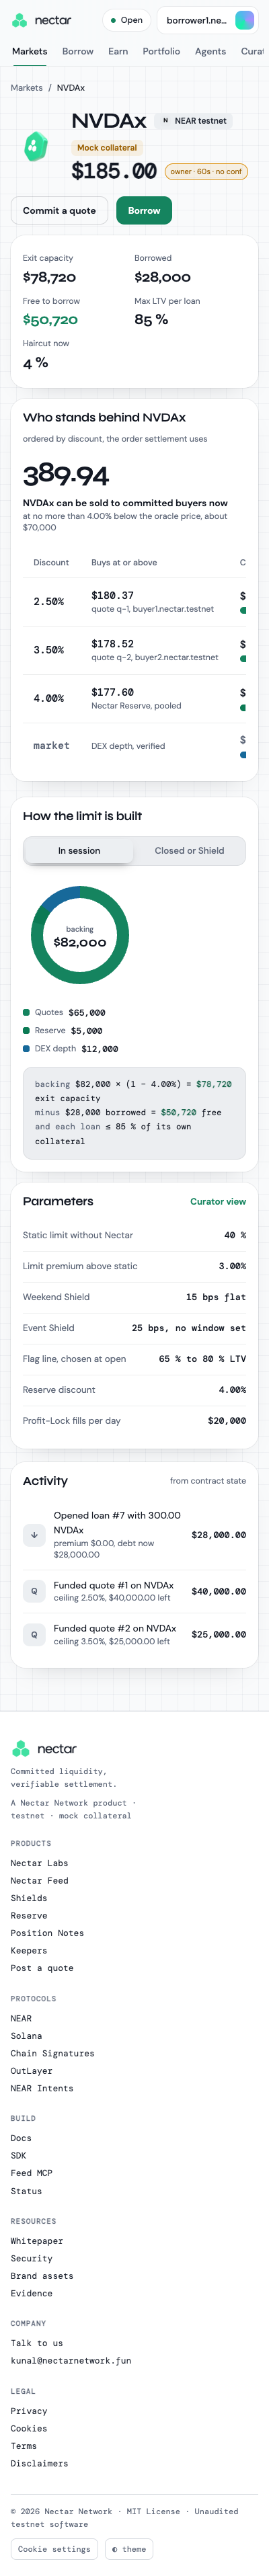 nectar
Open
borrower1.ne...
Markets
Borrow
Earn
Portfolio
Agents
Curat
Markets / NVDAx
NVDAx
N NEAR testnet
Mock collateral
$185.00
owner · 60s · no conf
Commit a quote
Borrow
Exit capacity
$78,720
Borrowed
$28,000
Free to borrow
$50,720
Max LTV per loan
85 %
Haircut now
4 %
Who stands behind NVDAx
ordered by discount, the order settlement uses
389.94
NVDAx can be sold to committed buyers now
at no more than 4.00% below the oracle price, about
$70,000
Discount
Buys at or above
C
2.50%
$180.37
quote q-1, buyer1.nectar.testnet
$
3.50%
$178.52
quote q-2, buyer2.nectar.testnet
$
4.00%
$177.60
Nectar Reserve, pooled
$
market
DEX depth, verified
$
How the limit is built
In session
Closed or Shield
backing
$82,000
Quotes $65,000
Reserve $5,000
DEX depth $12,000
backing $82,000 × (1 − 4.00%) = $78,720
exit capacity
minus $28,000 borrowed = $50,720 free
and each loan ≤ 85 % of its own
collateral
Parameters
Curator view
Static limit without Nectar
40 %
Limit premium above static
3.00%
Weekend Shield
15 bps flat
Event Shield
25 bps, no window set
Flag line, chosen at open
65 % to 80 % LTV
Reserve discount
4.00%
Profit-Lock fills per day
$20,000
Activity
from contract state
↓
Opened loan #7 with 300.00
NVDAx
premium $0.00, debt now
$28,000.00
$28,000.00
Q
Funded quote #1 on NVDAx
ceiling 2.50%, $40,000.00 left
$40,000.00
Q
Funded quote #2 on NVDAx
ceiling 3.50%, $25,000.00 left
$25,000.00
nectar
Committed liquidity,
verifiable settlement.
A Nectar Network product ·
testnet · mock collateral
PRODUCTS
Nectar Labs
Nectar Feed
Shields
Reserve
Position Notes
Keepers
Post a quote
PROTOCOLS
NEAR
Solana
Chain Signatures
OutLayer
NEAR Intents
BUILD
Docs
SDK
Feed MCP
Status
RESOURCES
Whitepaper
Security
Brand assets
Evidence
COMPANY
Talk to us
kunal@nectarnetwork.fun
LEGAL
Privacy
Cookies
Terms
Disclaimers
© 2026 Nectar Network · MIT License · Unaudited
testnet software
Cookie settings
◐ theme